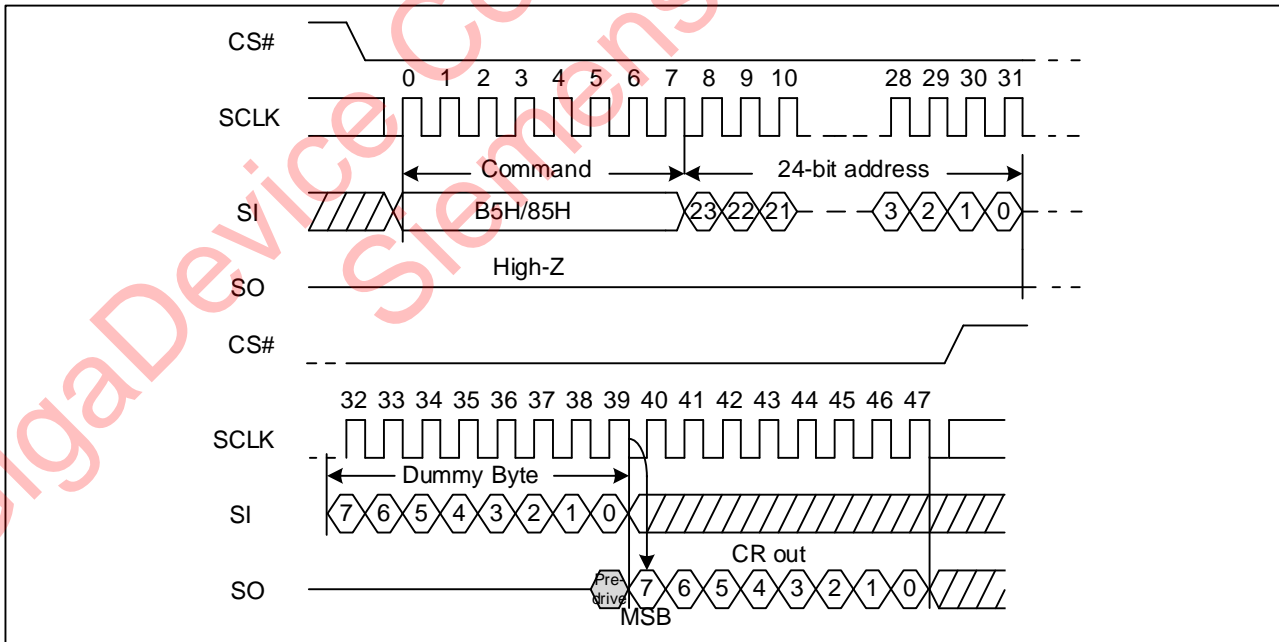 CS#
0 1 2 3 4 5 6 7 8 9 10 28 29 30 31
SCLK
Command 24-bit address
SI B5H/85H 23 22 21 3 2 1 0
High-Z
SO
CS#
32 33 34 35 36 37 38 39 40 41 42 43 44 45 46 47
SCLK
Dummy Byte
SI 7 6 5 4 3 2 1 0
CR out
SO Pre-drive 7 6 5 4 3 2 1 0
MSB
Siemens